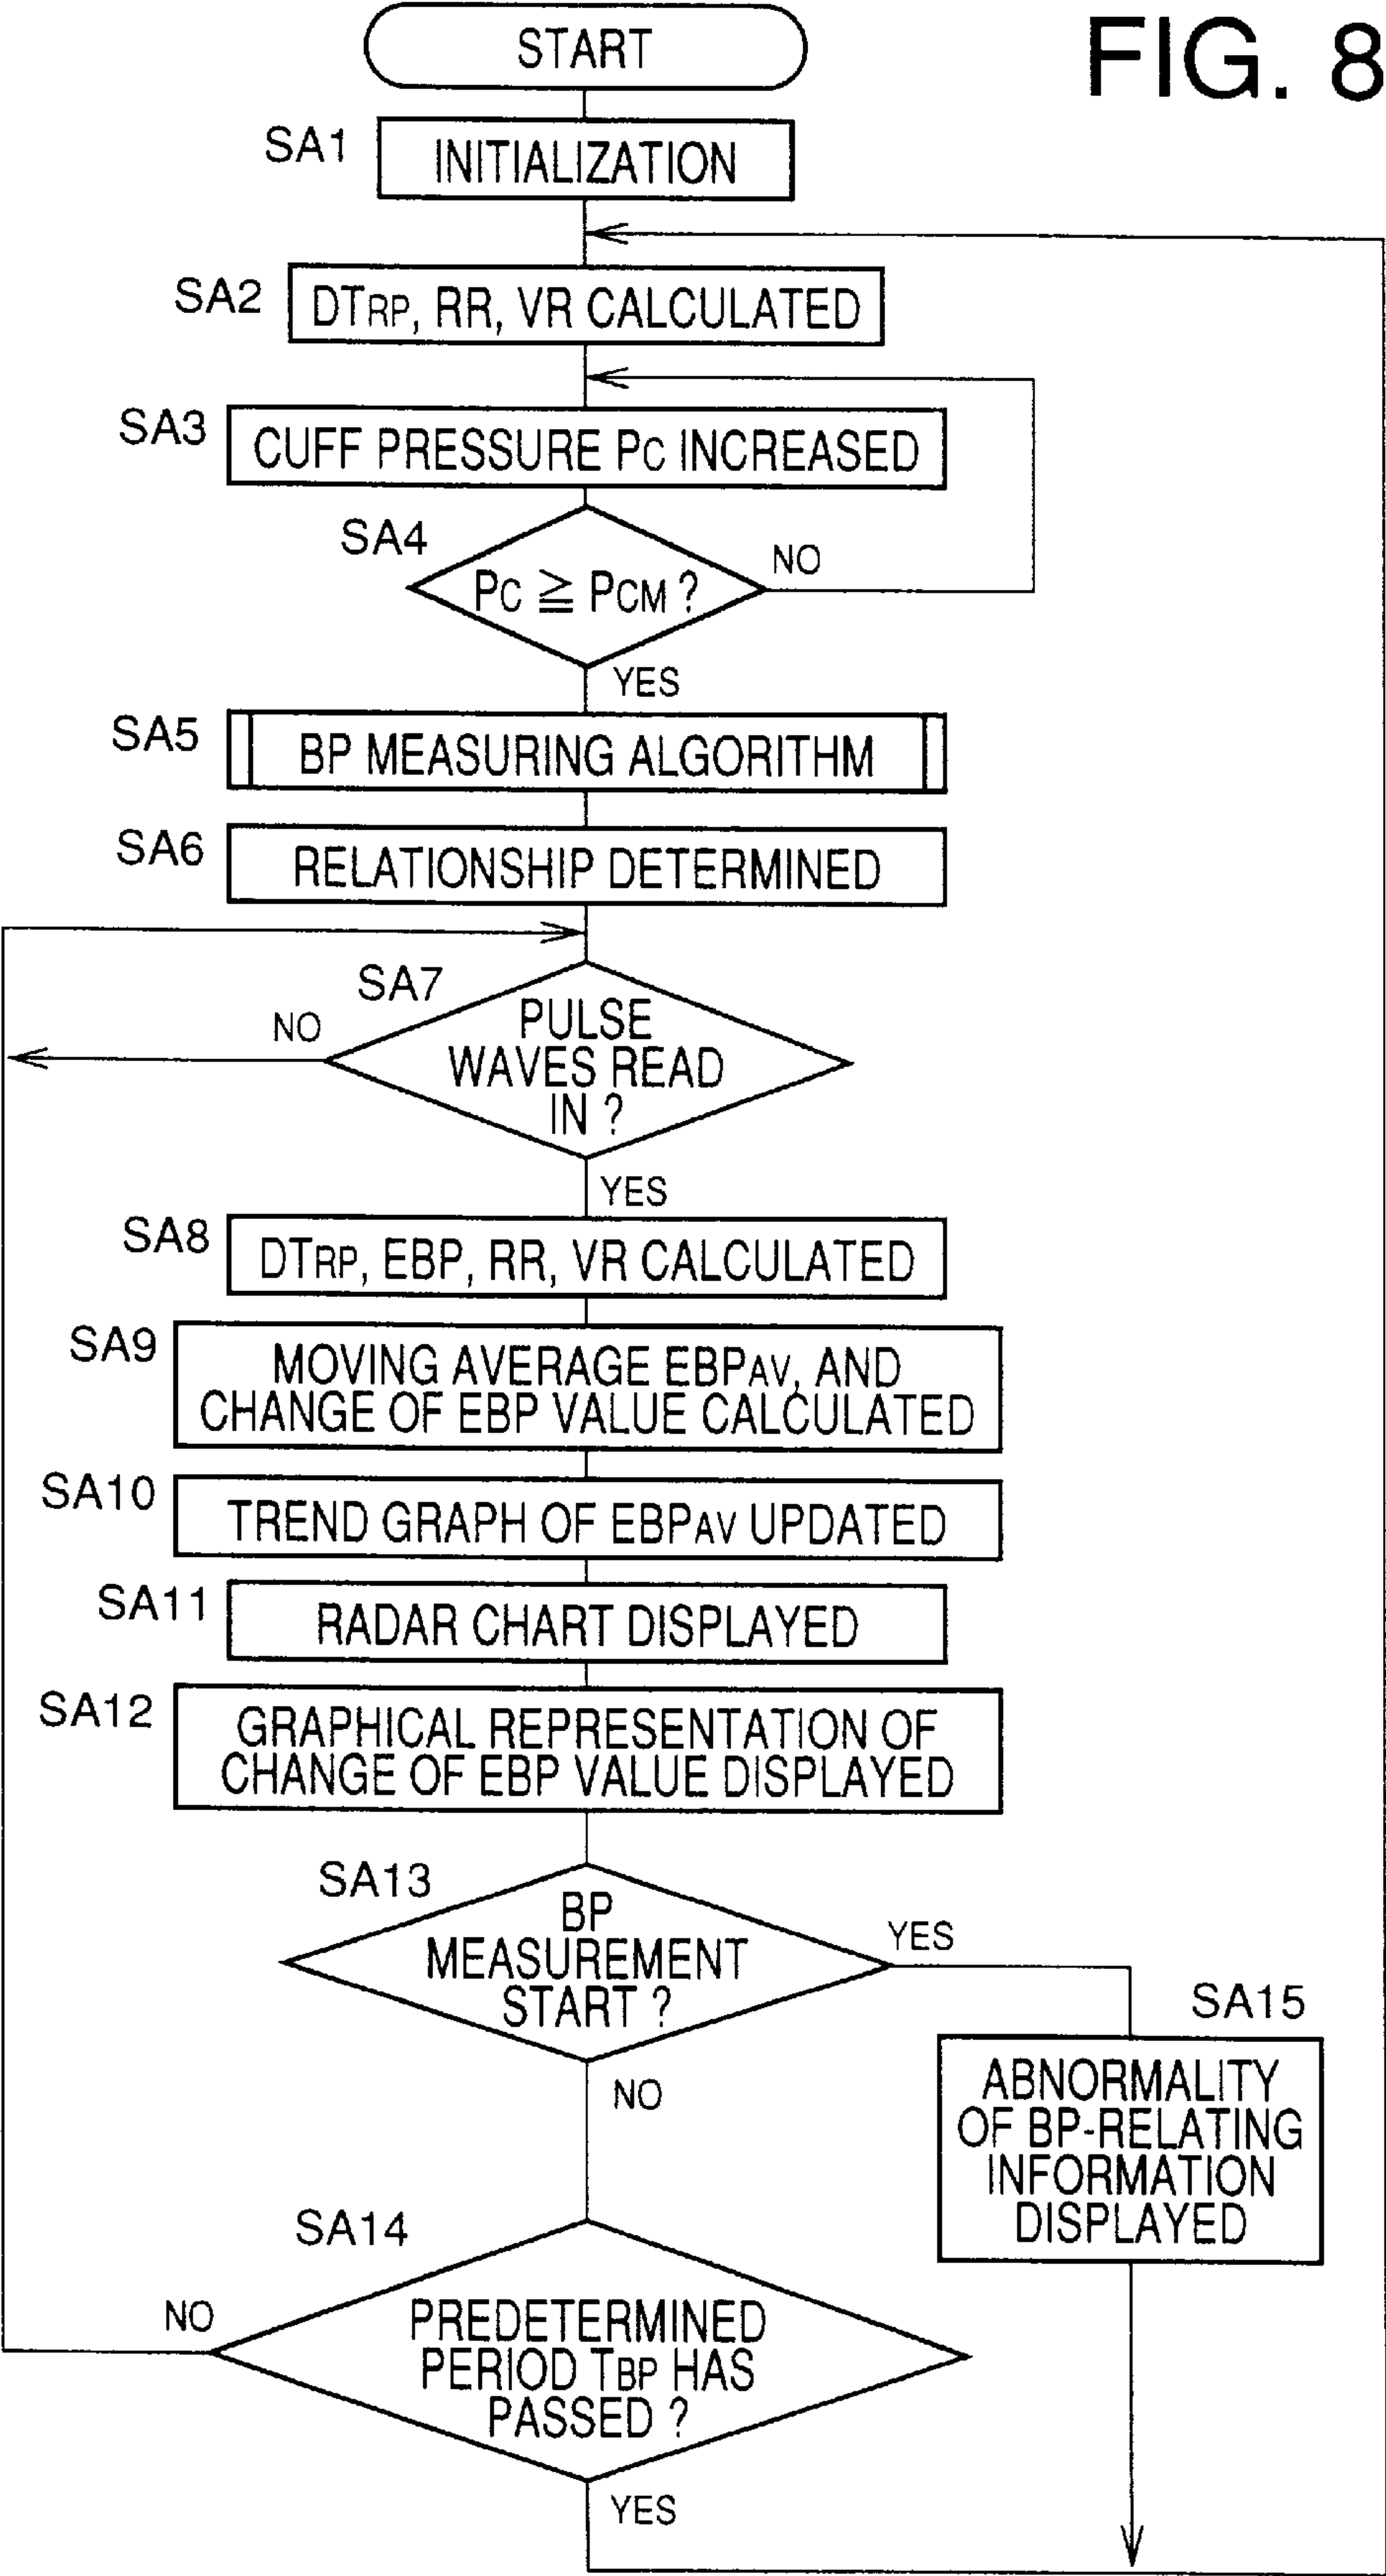 FIG. 8
START
SA1
INITIALIZATION
SA2
DTRP, RR, VR CALCULATED
SA3
CUFF PRESSURE PC INCREASED
SA4
PC ≧ PCM ?
NO
YES
SA5
BP MEASURING ALGORITHM
SA6
RELATIONSHIP DETERMINED
SA7
NO
PULSE
WAVES READ
IN ?
YES
SA8
DTRP, EBP, RR, VR CALCULATED
SA9
MOVING AVERAGE EBPAV, AND
CHANGE OF EBP VALUE CALCULATED
SA10
TREND GRAPH OF EBPAV UPDATED
SA11
RADAR CHART DISPLAYED
SA12
GRAPHICAL REPRESENTATION OF
CHANGE OF EBP VALUE DISPLAYED
SA13
BP
MEASUREMENT
START ?
YES
NO
SA15
ABNORMALITY
OF BP-RELATING
INFORMATION
DISPLAYED
SA14
NO
PREDETERMINED
PERIOD TBP HAS
PASSED ?
YES